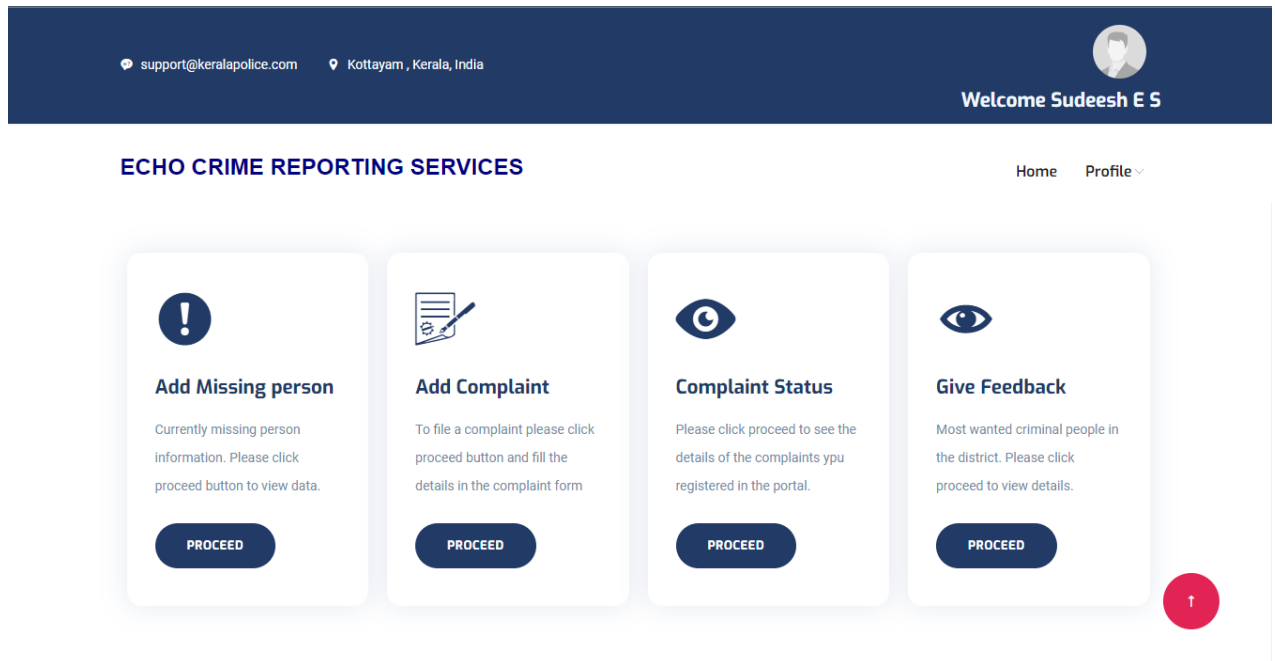 support@keralapolice.com
Kottayam , Kerala, India
Welcome Sudeesh E S
ECHO CRIME REPORTING SERVICES
Home
Profile
Add Missing person
Currently missing person
information. Please click
proceed button to view data.
PROCEED
Add Complaint
To file a complaint please click
proceed button and fill the
details in the complaint form
PROCEED
Complaint Status
Please click proceed to see the
details of the complaints ypu
registered in the portal.
PROCEED
Give Feedback
Most wanted criminal people in
the district. Please click
proceed to view details.
PROCEED